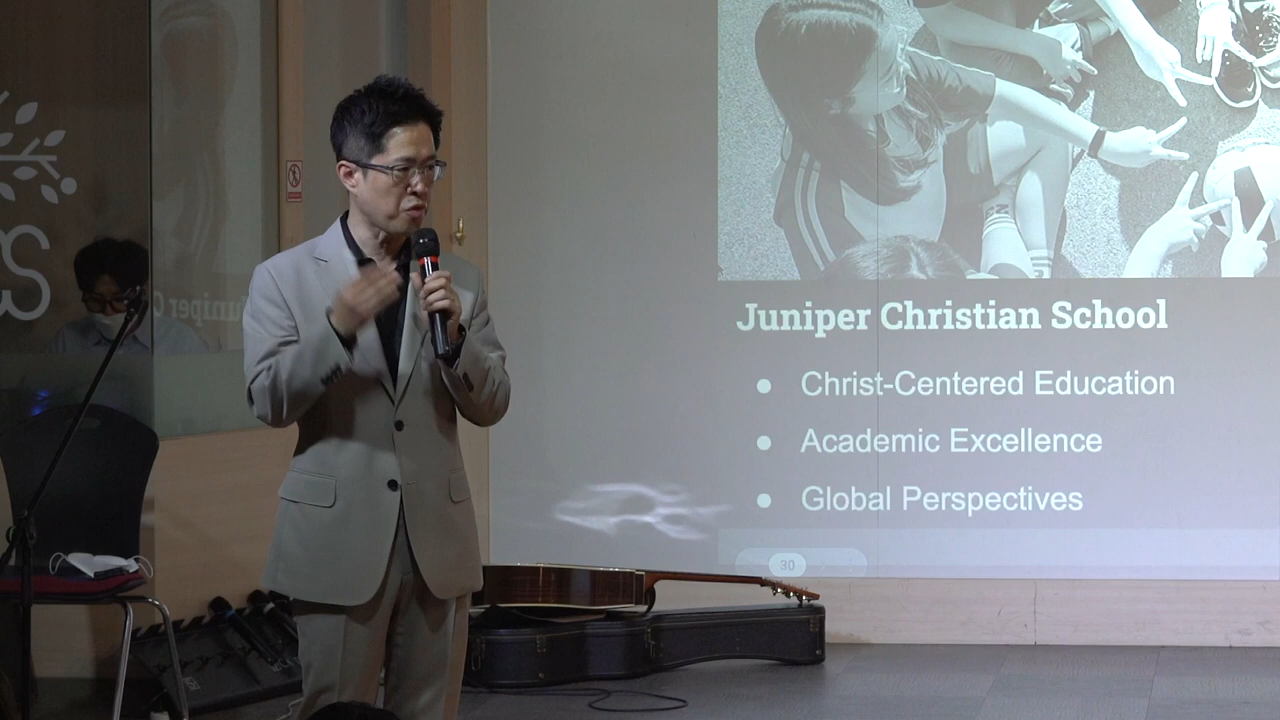 Juniper Christian School
● Christ-Centered Education
● Academic Excellence
● Global Perspectives
30